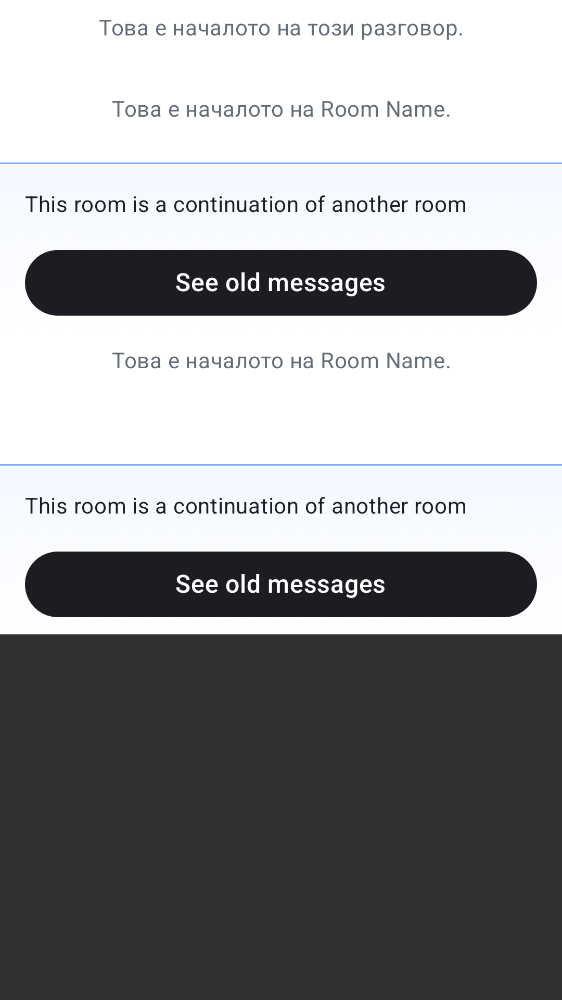 Това е началото на този разговор.
Това е началото на Room Name.
This room is a continuation of another room
See old messages
Това е началото на Room Name.
This room is a continuation of another room
See old messages